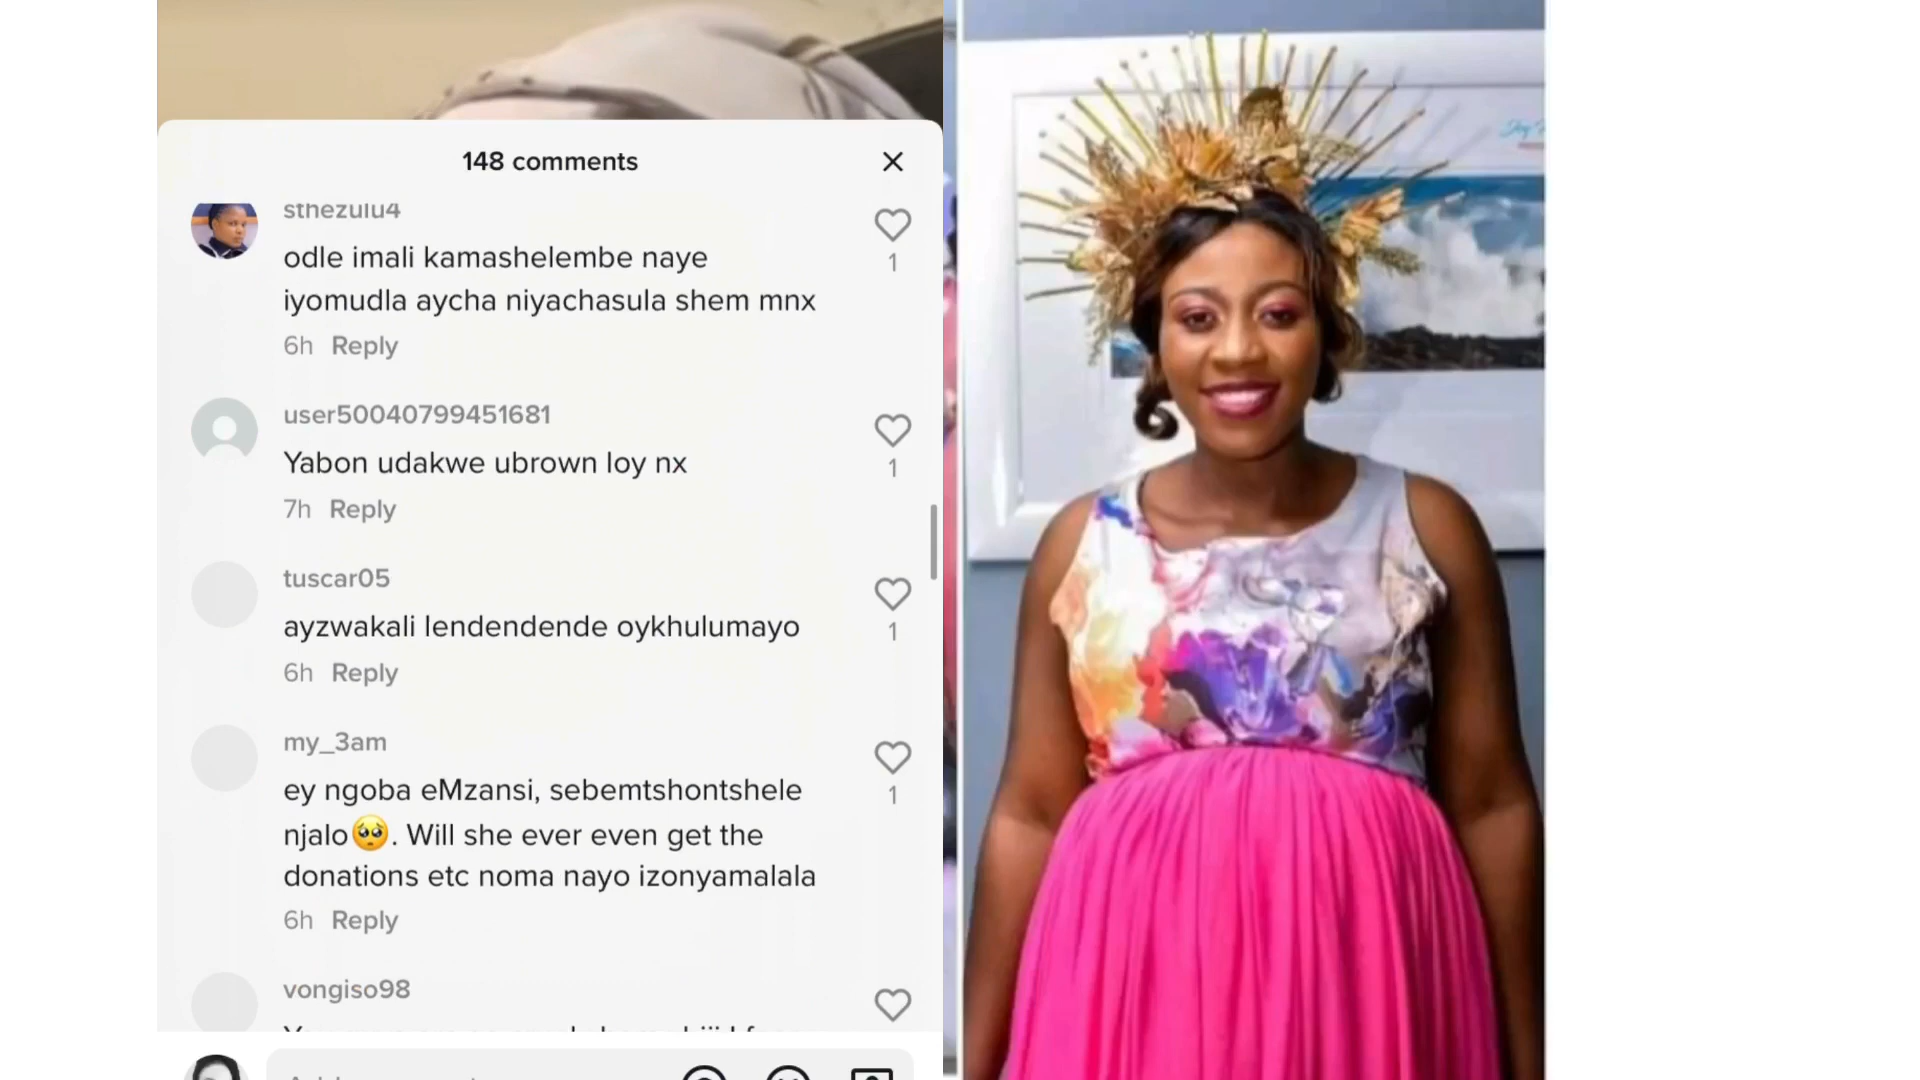 148 comments
sthezulu4
odle imali kamashelembe naye
iyomudla aycha niyachasula shem mnx
1
6h Reply
user50040799451681
Yabon udakwe ubrown loy nx
1
7h Reply
tuscar05
ayzwakali lendendende oykhulumayo
1
6h Reply
my_3am
ey ngoba eMzansi, sebemtshontshele
njalo🥺. Will she ever even get the
donations etc noma nayo izonyamalala
1
6h Reply
vongiso98